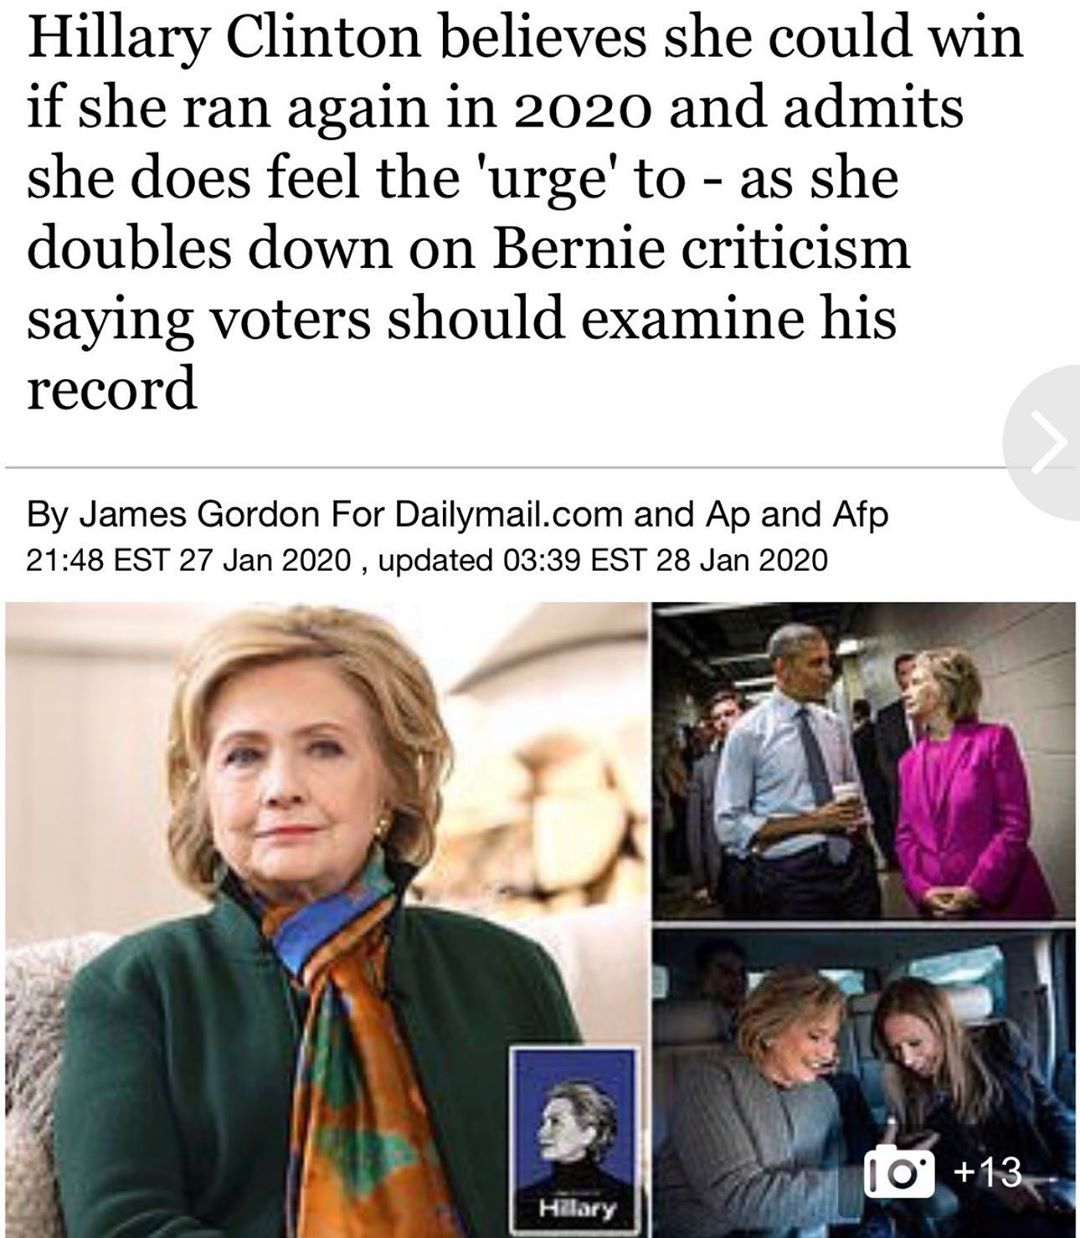 Hillary Clinton believes she could win
if she ran again in 2020 and admits
she does feel the 'urge' to - as she
doubles down on Bernie criticism
saying voters should examine his
record
By James Gordon For Dailymail.com and Ap and Afp
21:48 EST 27 Jan 2020 , updated 03:39 EST 28 Jan 2020
Hillary
+13